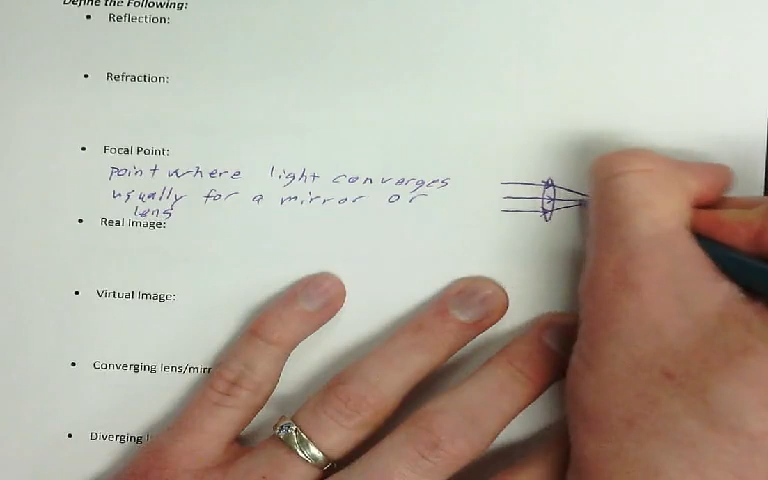 Define the Following:
• Reflection:
• Refraction:
• Focal Point:
point where light converges
usually for a mirror or
lens
• Real Image:
• Virtual Image:
• Converging lens/mirr
• Diverging l